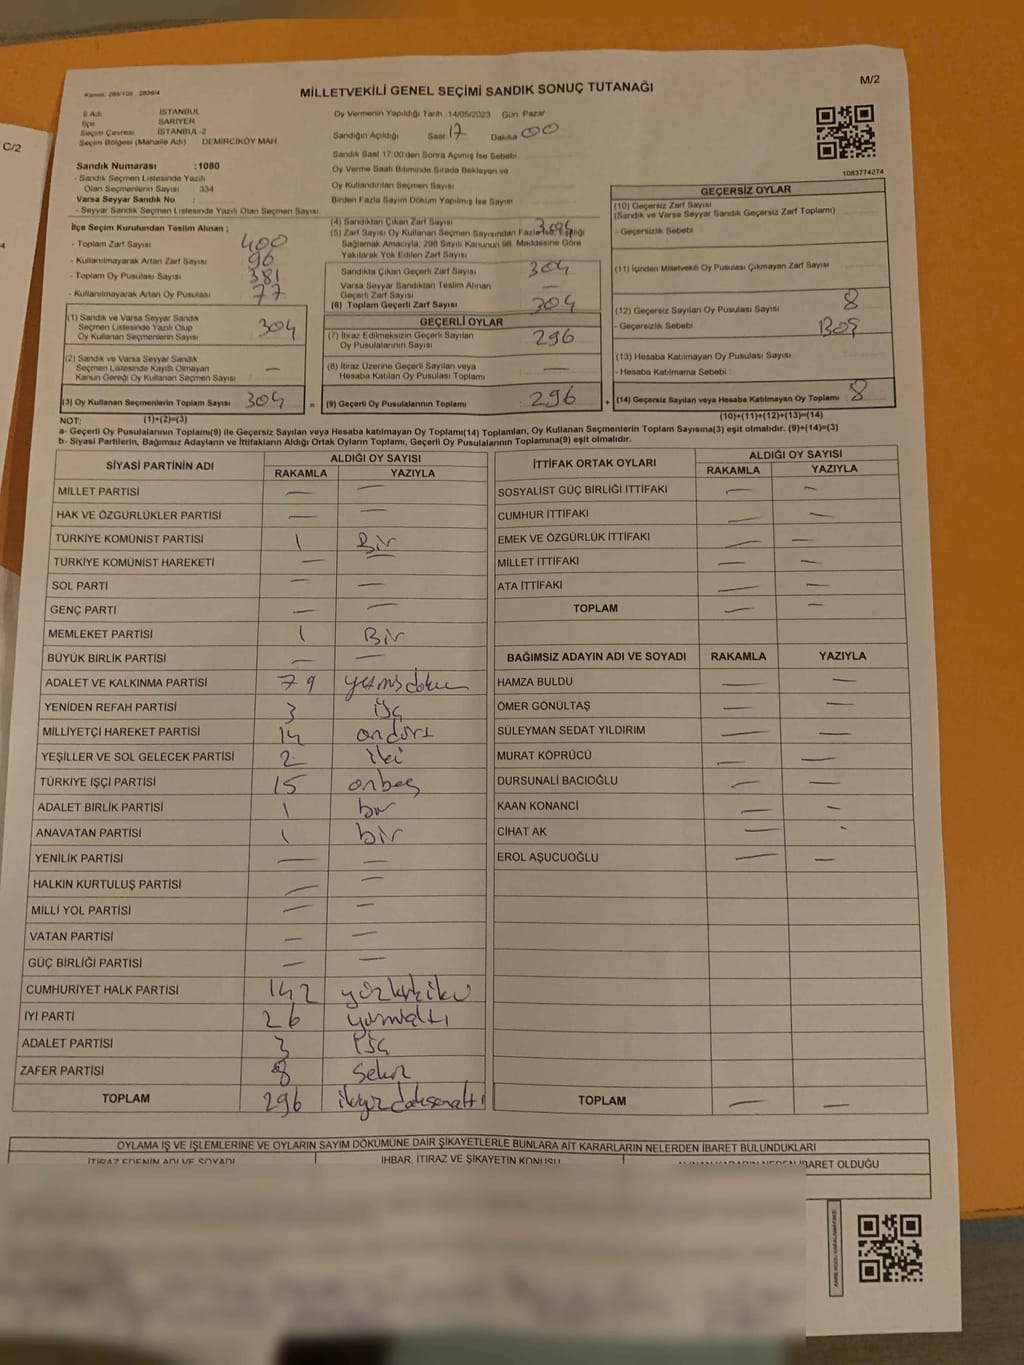 M/2
C/2
Kanun: 298/105 , 2839/4
MİLLETVEKİLİ GENEL SEÇİMİ SANDIK SONUÇ TUTANAĞI
1083774274
İl Adı : İSTANBUL
İlçe : SARIYER
Seçim Çevresi : İSTANBUL-2
Seçim Bölgesi (Mahalle Adı) DEMİRCİKÖY MAH
Sandık Numarası :1080
- Sandık Seçmen Listesinde Yazılı
Olan Seçmenlerin Sayısı 334
Varsa Seyyar Sandık No :
- Seyyar Sandık Seçmen Listesinde Yazılı Olan Seçmen Sayısı
İlçe Seçim Kurulundan Teslim Alınan ;
- Toplam Zarf Sayısı 400
- Kullanılmayarak Artan Zarf Sayısı 96
- Toplam Oy Pusulası Sayısı 381
- Kullanılmayarak Artan Oy Pusulası 77
(1) Sandık ve Varsa Seyyar Sandık
Seçmen Listesinde Yazılı Olup
Oy Kullanan Seçmenlerin Sayısı 304
(2) Sandık ve Varsa Seyyar Sandık
Seçmen Listesinde Kayıtlı Olmayan
Kanun Gereği Oy Kullanan Seçmen Sayısı —
(3) Oy Kullanan Seçmenlerin Toplam Sayısı 304
Oy Vermenin Yapıldığı Tarih :14/05/2023 Gün: Pazar
Sandığın Açıldığı Saat: 17 Dakika: 00
Sandık Saat 17.00'den Sonra Açılmış İse Sebebi
Oy Verme Saati Bitiminde Sırada Bekleyen ve
Oy Kullandırılan Seçmen Sayısı
Birden Fazla Sayım Döküm Yapılmış İse Sayısı
(4) Sandıktan Çıkan Zarf Sayısı 304
(5) Zarf Sayısı Oy Kullanan Seçmen Sayısından Fazla İse, Eşitliği
Sağlamak Amacıyla, 298 Sayılı Kanunun 98. Maddesine Göre
Yakılarak Yok Edilen Zarf Sayısı
Sandıkta Çıkan Geçerli Zarf Sayısı 304
Varsa Seyyar Sandıktan Teslim Alınan
Geçerli Zarf Sayısı —
(6) Toplam Geçerli Zarf Sayısı 304
GEÇERLİ OYLAR
(7) İtiraz Edilmeksizin Geçerli Sayılan
Oy Pusulalarının Sayısı 296
(8) İtiraz Üzerine Geçerli Sayılan veya
Hesaba Katılan Oy Pusulası Toplamı —
= (9) Geçerli Oy Pusulalarının Toplamı 296
GEÇERSİZ OYLAR
(10) Geçersiz Zarf Sayısı
(Sandık ve Varsa Seyyar Sandık Geçersiz Zarf Toplamı)
- Geçersizlik Sebebi
(11) İçinden Milletvekili Oy Pusulası Çıkmayan Zarf Sayısı
(12) Geçersiz Sayılan Oy Pusulası Sayısı 8
- Geçersizlik Sebebi Boş
(13) Hesaba Katılmayan Oy Pusulası Sayısı
- Hesaba Katılmama Sebebi :
+ (14) Geçersiz Sayılan veya Hesaba Katılmayan Oy Toplamı 8
NOT: (1)+(2)=(3) (10)+(11)+(12)+(13)=(14)
a- Geçerli Oy Pusulalarının Toplamı(9) ile Geçersiz Sayılan veya Hesaba katılmayan Oy Toplamı(14) Toplamları, Oy Kullanan Seçmenlerin Toplam Sayısına(3) eşit olmalıdır. (9)+(14)=(3)
b- Siyasi Partilerin, Bağımsız Adayların ve İttifakların Aldığı Ortak Oyların Toplamı, Geçerli Oy Pusulalarının Toplamına(9) eşit olmalıdır.
SİYASİ PARTİNİN ADI ALDIĞI OY SAYISI
RAKAMLA YAZIYLA
MİLLET PARTİSİ — —
HAK VE ÖZGÜRLÜKLER PARTİSİ — —
TÜRKİYE KOMÜNİST PARTİSİ 1 Bir
TÜRKİYE KOMÜNİST HAREKETİ — —
SOL PARTİ — —
GENÇ PARTİ — —
MEMLEKET PARTİSİ 1 Bir
BÜYÜK BİRLİK PARTİSİ — —
ADALET VE KALKINMA PARTİSİ 79
YENİDEN REFAH PARTİSİ 3 üç
MİLLİYETÇİ HAREKET PARTİSİ 14 ondört
YEŞİLLER VE SOL GELECEK PARTİSİ 2 iki
TÜRKİYE İŞÇİ PARTİSİ 15 onbeş
ADALET BİRLİK PARTİSİ 1 bir
ANAVATAN PARTİSİ 1 bir
YENİLİK PARTİSİ — —
HALKIN KURTULUŞ PARTİSİ — —
MİLLİ YOL PARTİSİ — —
VATAN PARTİSİ — —
GÜÇ BİRLİĞİ PARTİSİ — —
CUMHURİYET HALK PARTİSİ 142 yüzkırkiki
İYİ PARTİ 26 yirmialtı
ADALET PARTİSİ 3 üç
ZAFER PARTİSİ 8 Sekiz
TOPLAM 296 ikiyüzdoksanaltı
İTTİFAK ORTAK OYLARI ALDIĞI OY SAYISI
RAKAMLA YAZIYLA
SOSYALİST GÜÇ BİRLİĞİ İTTİFAKI — —
CUMHUR İTTİFAKI — —
EMEK VE ÖZGÜRLÜK İTTİFAKI — —
MİLLET İTTİFAKI — —
ATA İTTİFAKI — —
TOPLAM — —
BAĞIMSIZ ADAYIN ADI VE SOYADI RAKAMLA YAZIYLA
HAMZA BULDU — —
ÖMER GÖNÜLTAŞ — —
SÜLEYMAN SEDAT YILDIRIM — —
MURAT KÖPRÜCÜ — —
DURSUNALİ BACIOĞLU — —
KAAN KONANCİ — —
CİHAT AK — -
EROL AŞUCUOĞLU — —
TOPLAM — —
OYLAMA İŞ VE İŞLEMLERİNE VE OYLARIN SAYIM DÖKÜMÜNE DAİR ŞİKAYETLERLE BUNLARA AİT KARARLARIN NELERDEN İBARET BULUNDUKLARI
İTİRAZ EDENİN ADI VE SOYADI İHBAR, İTİRAZ VE ŞİKAYETİN KONUSU İBARET OLDUĞU